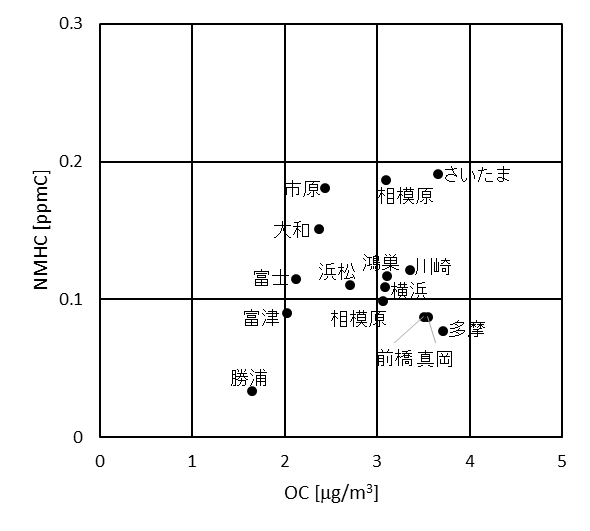 0.3
0.2
0.1
0
NMHC [ppmC]
さいたま
市原
相模原
大和
鴻巣
川崎
浜松
富士
横浜
富津
相模原
多摩
前橋
真岡
勝浦
0 1 2 3 4 5
OC [μg/m³]